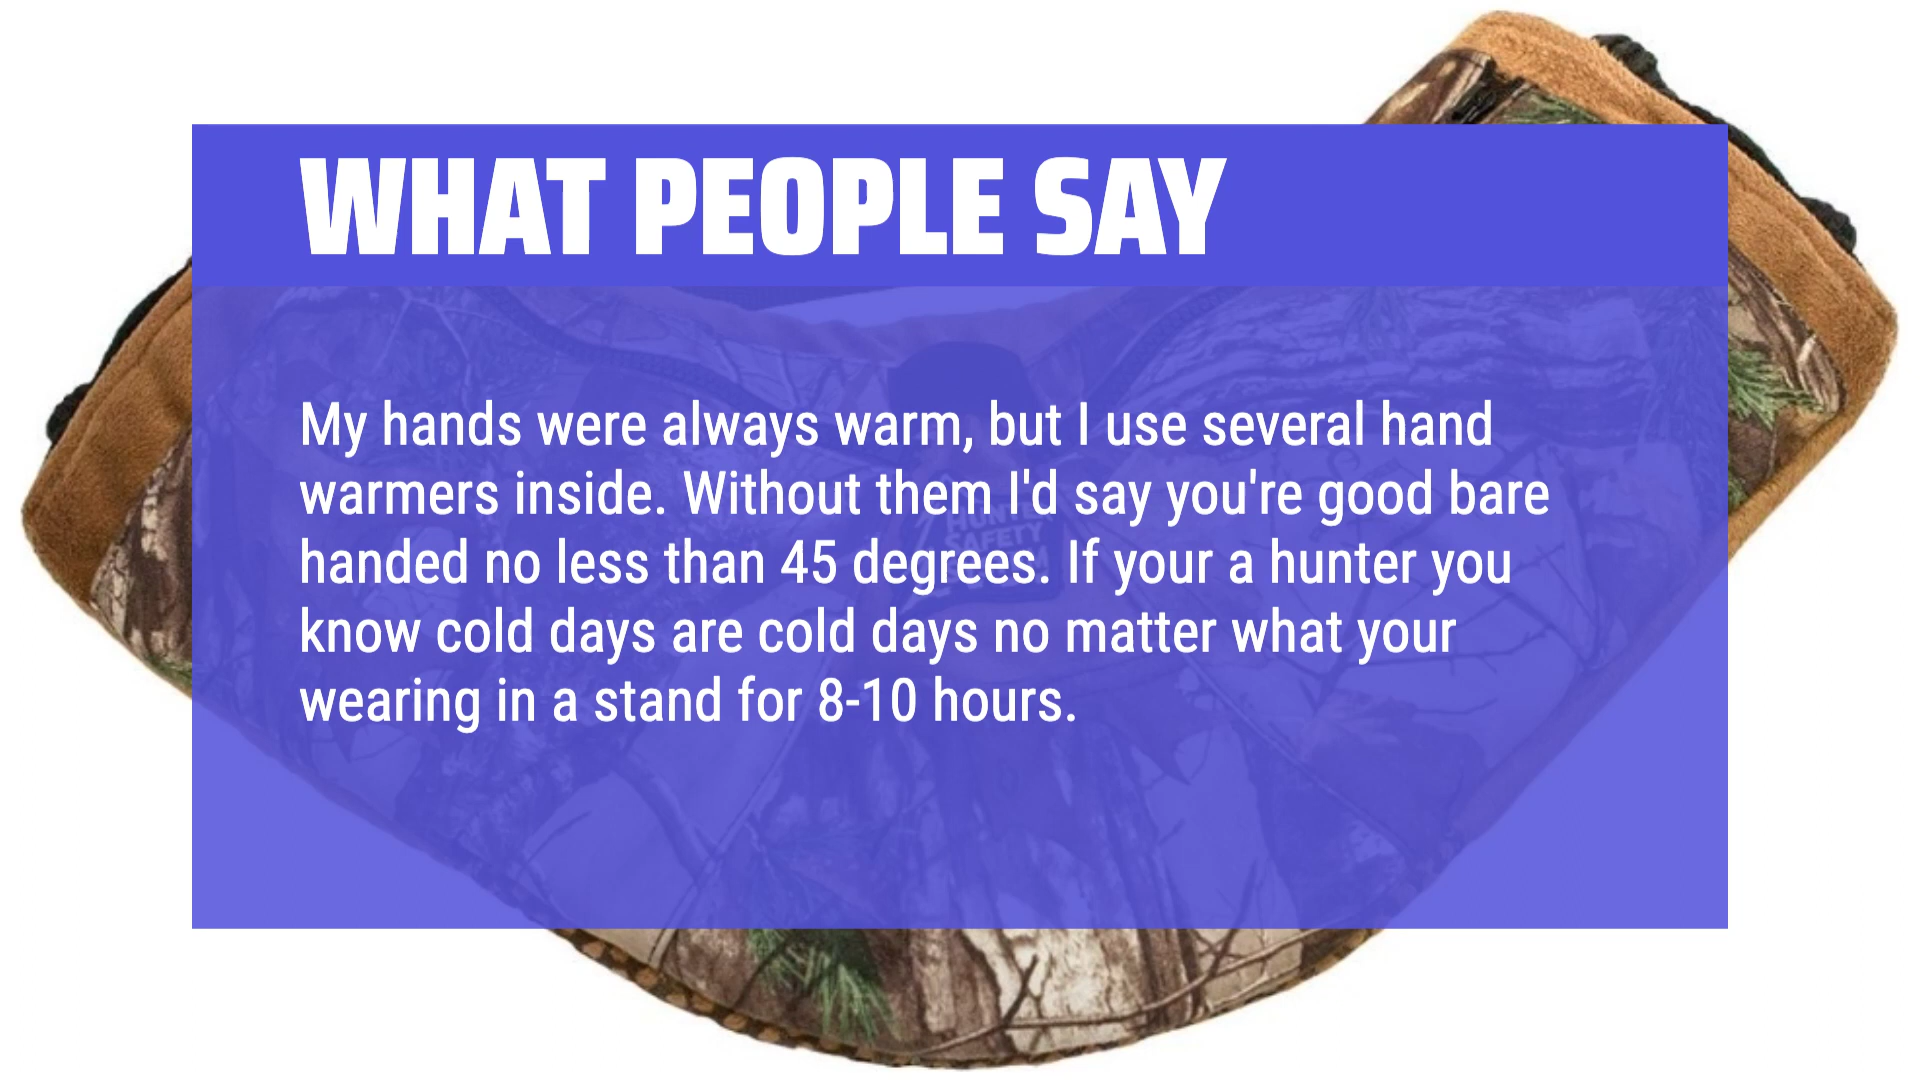 WHAT PEOPLE SAY
My hands were always warm, but I use several hand
warmers inside. Without them I'd say you're good bare
handed no less than 45 degrees. If your a hunter you
know cold days are cold days no matter what your
wearing in a stand for 8-10 hours.
HUNTER
SAFETY